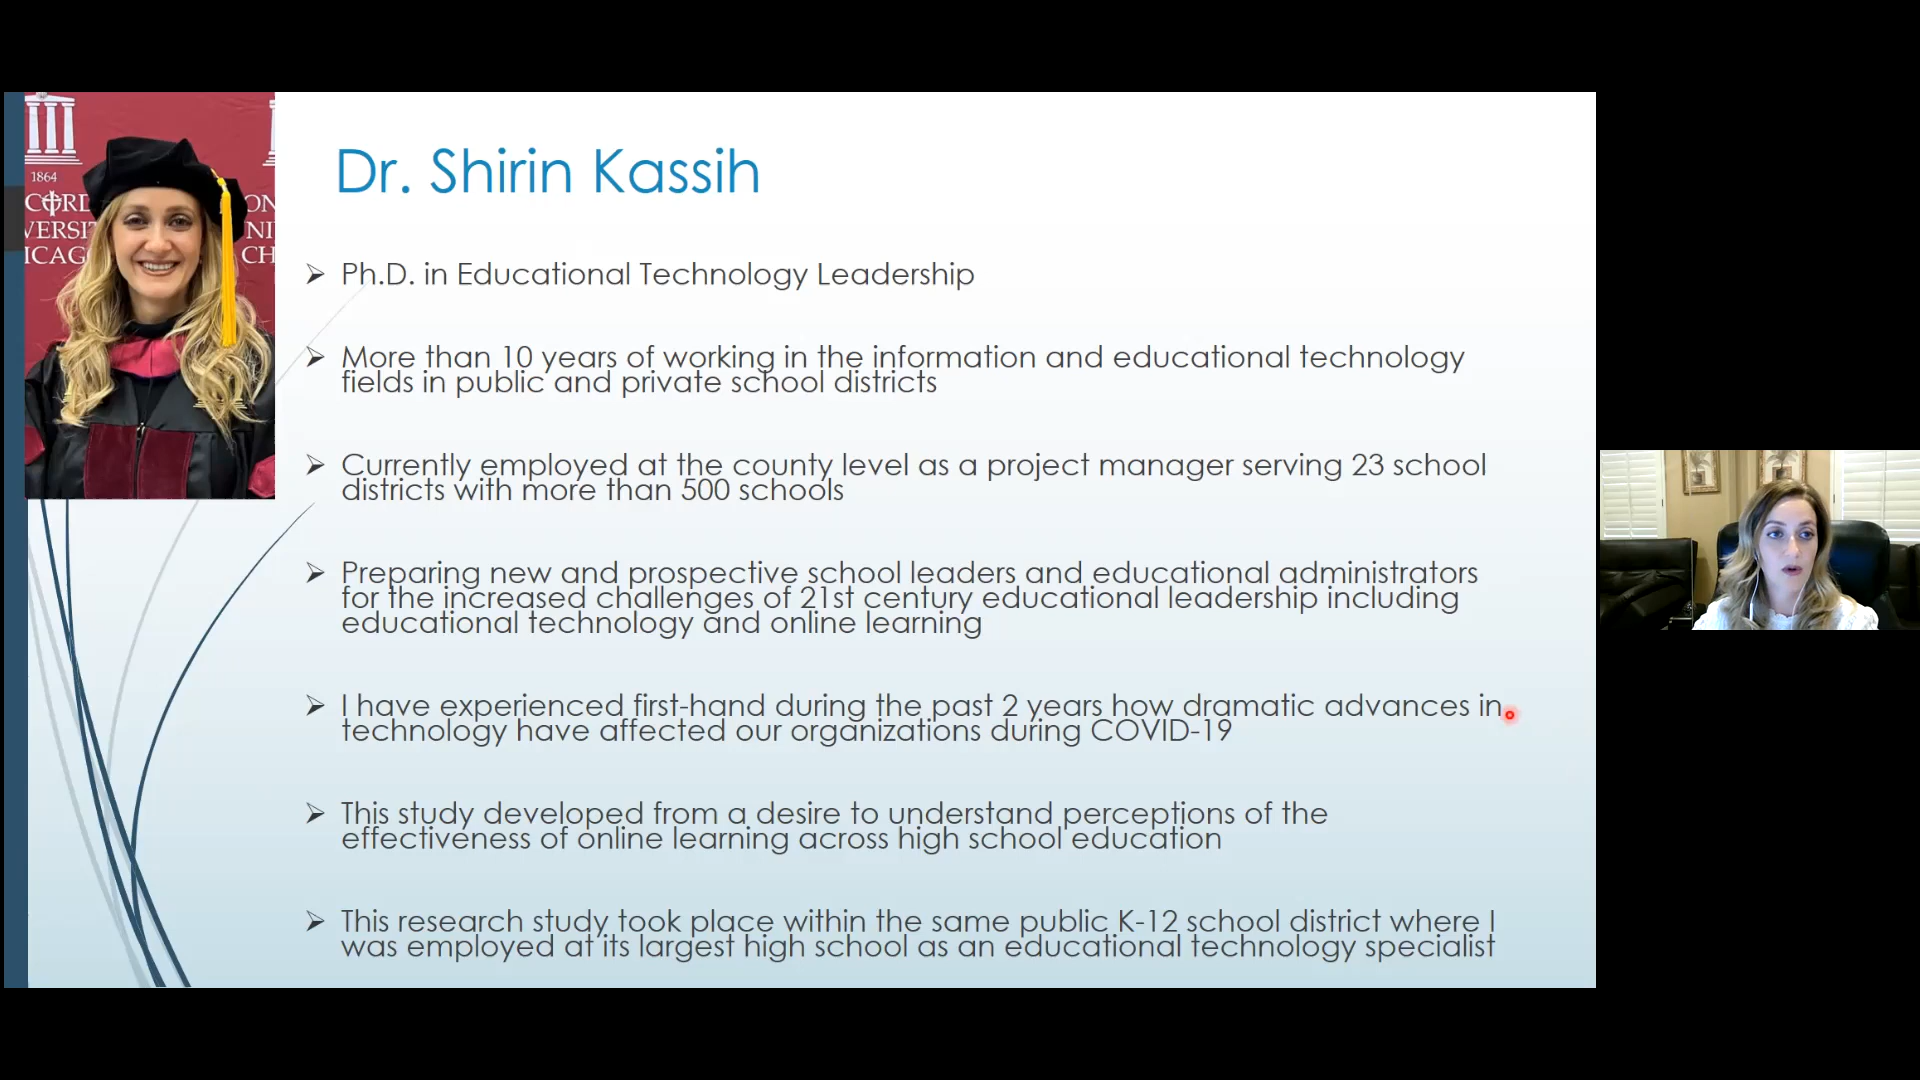 1864
Dr. Shirin Kassih
Ph.D. in Educational Technology Leadership
More than 10 years of working in the information and educational technology
fields in public and private school districts
Currently employed at the county level as a project manager serving 23 school
districts with more than 500 schools
Preparing new and prospective school leaders and educational administrators
for the increased challenges of 21st century educational leadership including
educational technology and online learning
I have experienced first-hand during the past 2 years how dramatic advances in
technology have affected our organizations during COVID-19
This study developed from a desire to understand perceptions of the
effectiveness of online learning across high school education
This research study took place within the same public K-12 school district where I
was employed at its largest high school as an educational technology specialist